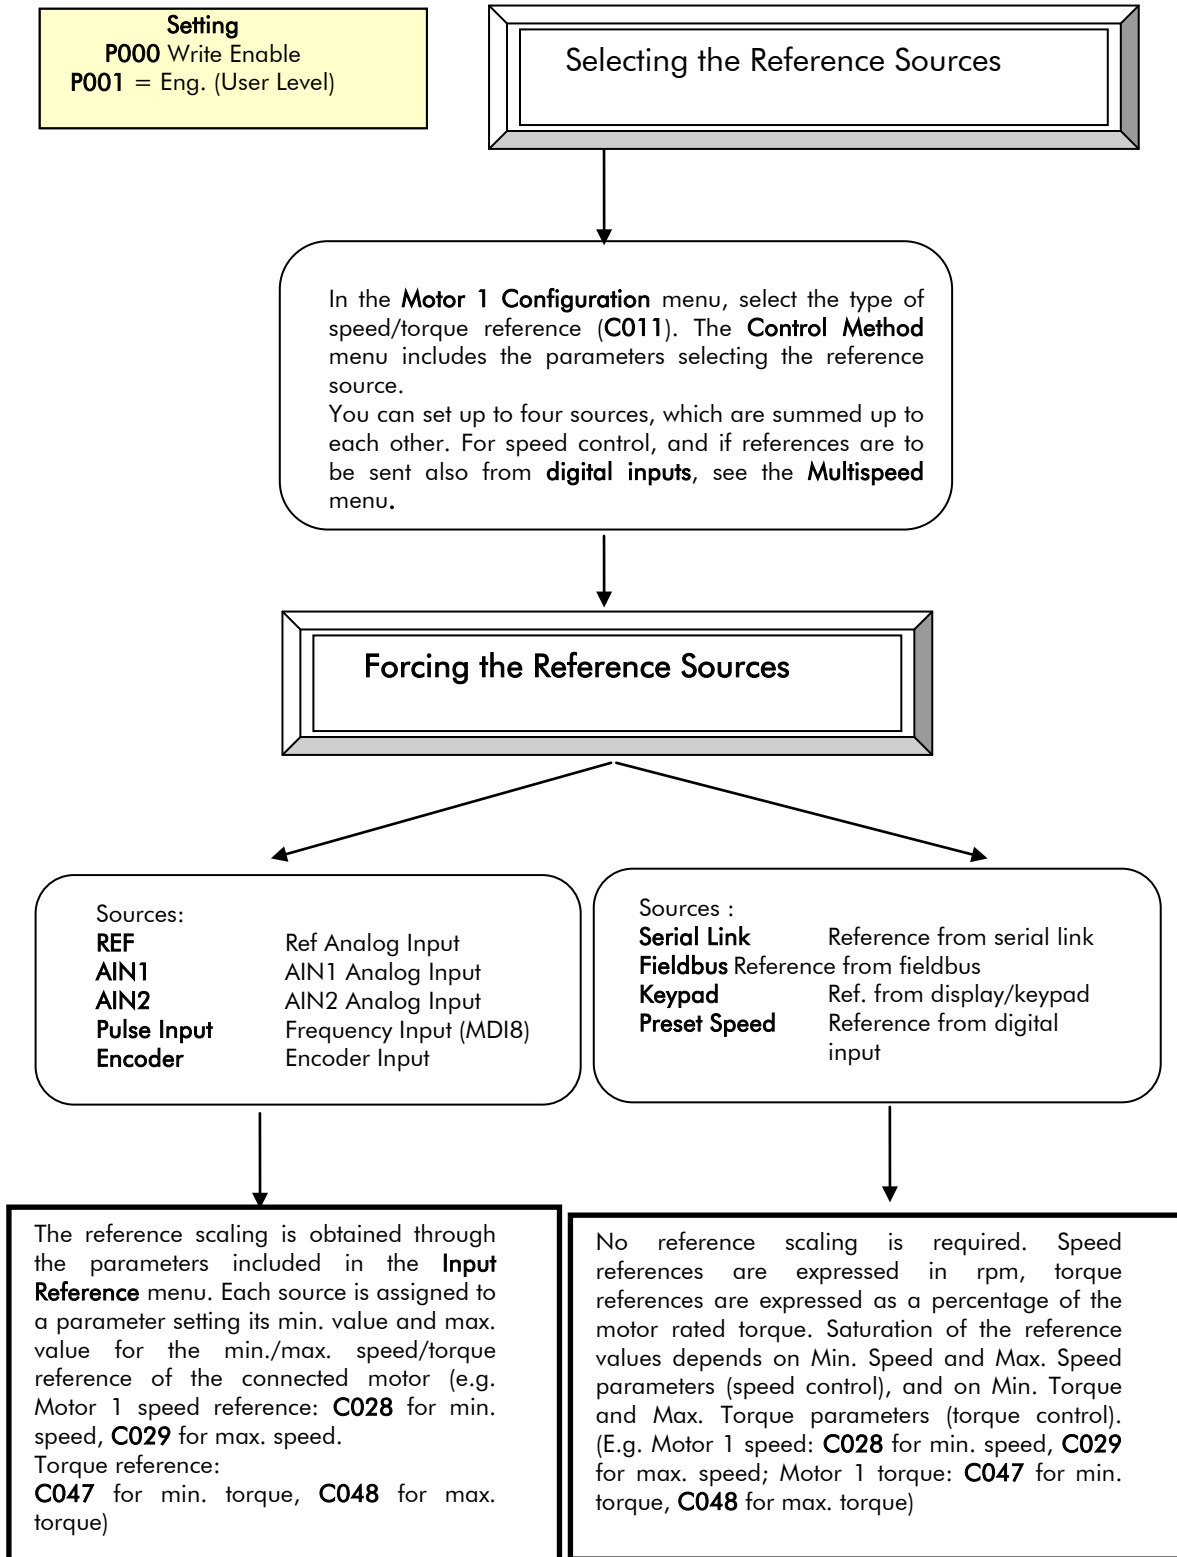 Setting
P000 Write Enable
P001 = Eng. (User Level)
Selecting the Reference Sources
In the Motor 1 Configuration menu, select the type of
speed/torque reference (C011). The Control Method
menu includes the parameters selecting the reference
source.
You can set up to four sources, which are summed up to
each other. For speed control, and if references are to
be sent also from digital inputs, see the Multispeed
menu.
Forcing the Reference Sources
Sources:
REF Ref Analog Input
AIN1 AIN1 Analog Input
AIN2 AIN2 Analog Input
Pulse Input Frequency Input (MDI8)
Encoder Encoder Input
Sources :
Serial Link Reference from serial link
Fieldbus Reference from fieldbus
Keypad Ref. from display/keypad
Preset Speed Reference from digital
input
The reference scaling is obtained through
the parameters included in the Input
Reference menu. Each source is assigned to
a parameter setting its min. value and max.
value for the min./max. speed/torque
reference of the connected motor (e.g.
Motor 1 speed reference: C028 for min.
speed, C029 for max. speed.
Torque reference:
C047 for min. torque, C048 for max.
torque)
No reference scaling is required. Speed
references are expressed in rpm, torque
references are expressed as a percentage of the
motor rated torque. Saturation of the reference
values depends on Min. Speed and Max. Speed
parameters (speed control), and on Min. Torque
and Max. Torque parameters (torque control).
(E.g. Motor 1 speed: C028 for min. speed, C029
for max. speed; Motor 1 torque: C047 for min.
torque, C048 for max. torque)